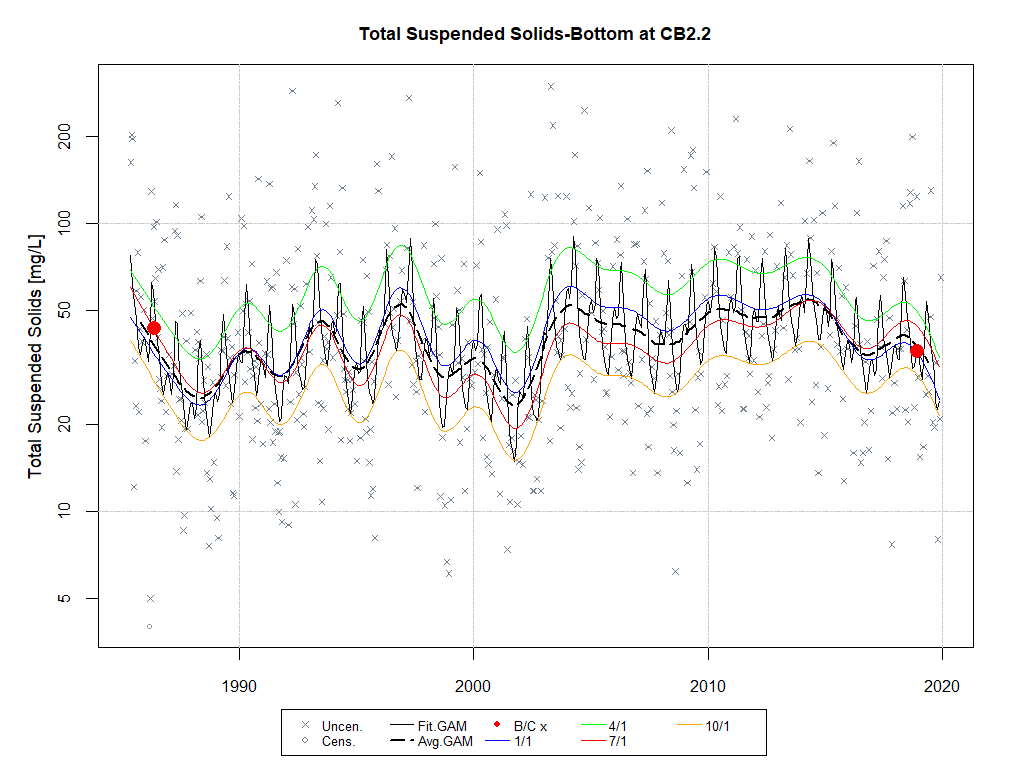 Total Suspended Solids-Bottom at CB2.2
Total Suspended Solids [mg/L]
200
100
50
20
10
5
1990
2000
2010
2020
Uncen. Fit.GAM B/C x 4/1 10/1
Cens. Avg.GAM 1/1 7/1